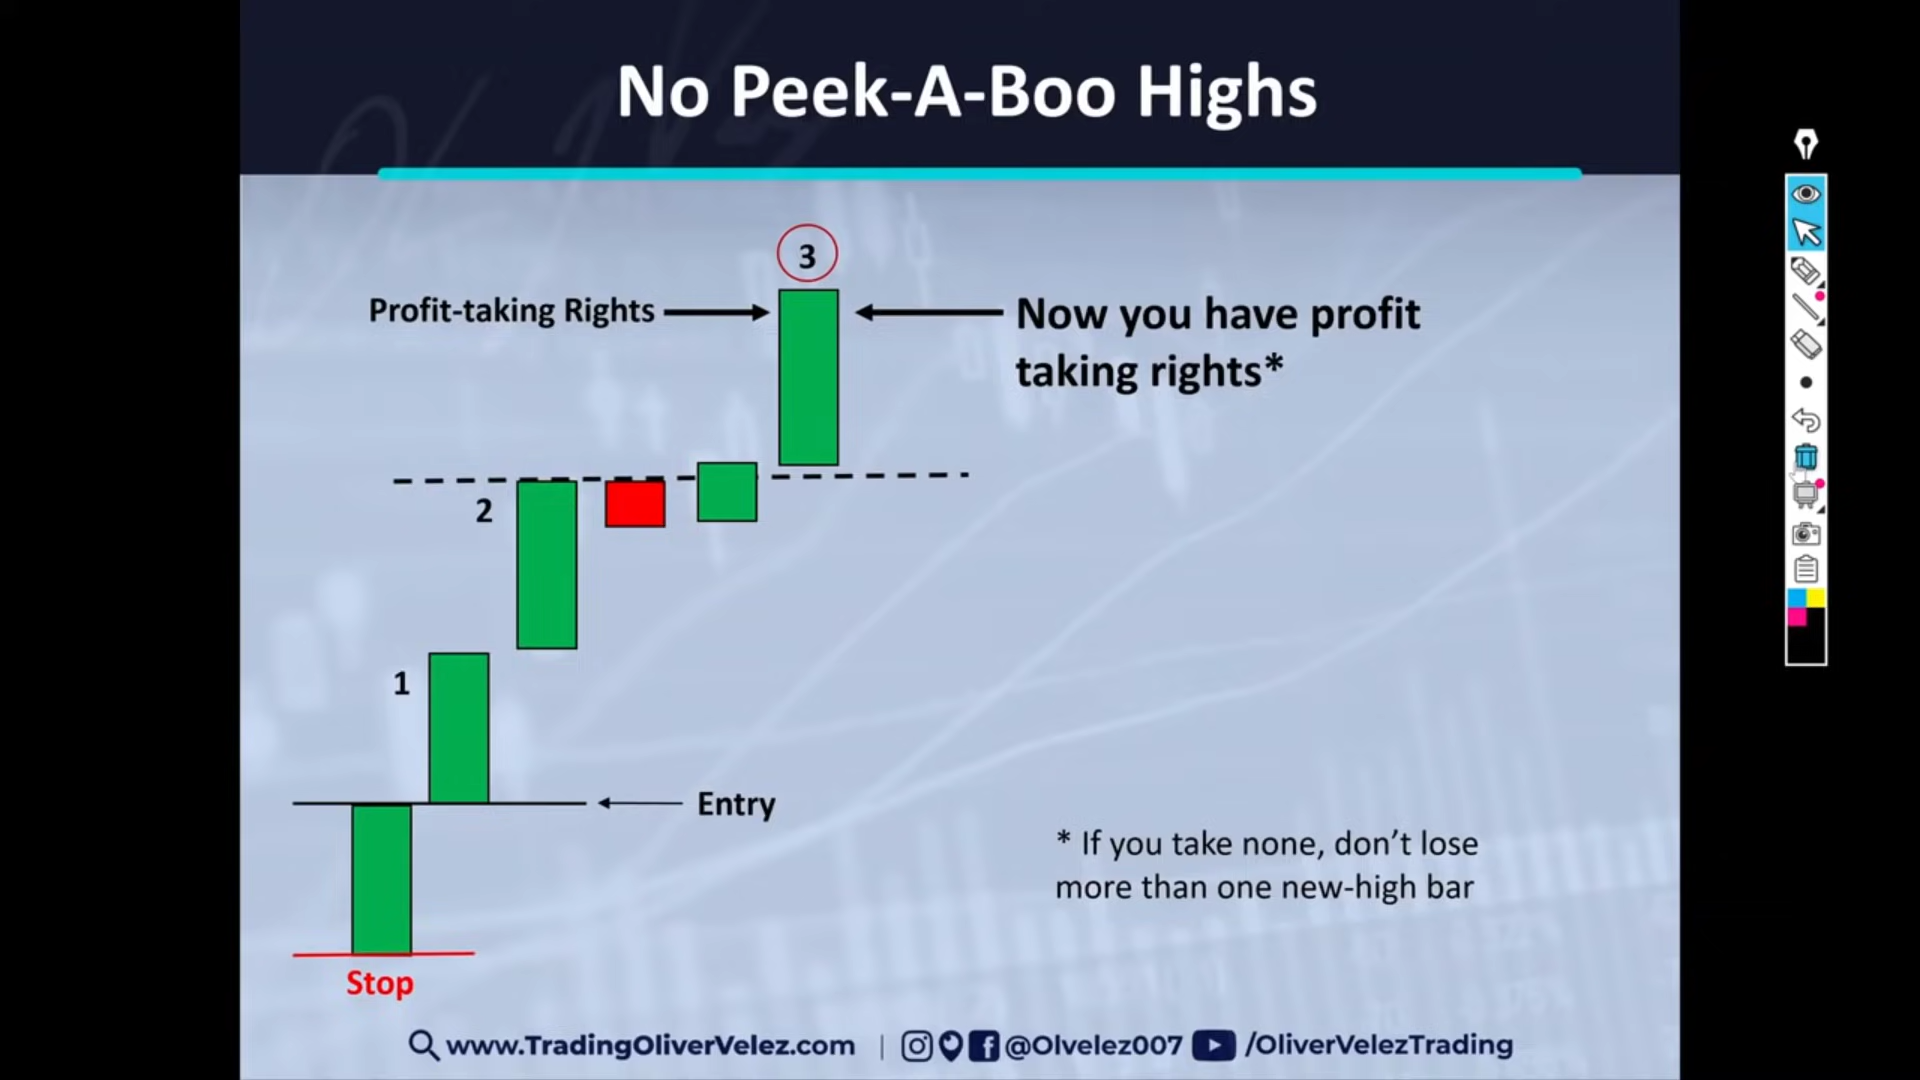 No Peek-A-Boo Highs
3
Profit-taking Rights
Now you have profit
taking rights*
2
1
Entry
* If you take none, don’t lose
more than one new-high bar
Stop
www.TradingOliverVelez.com | @Olvelez007 /OliverVelezTrading